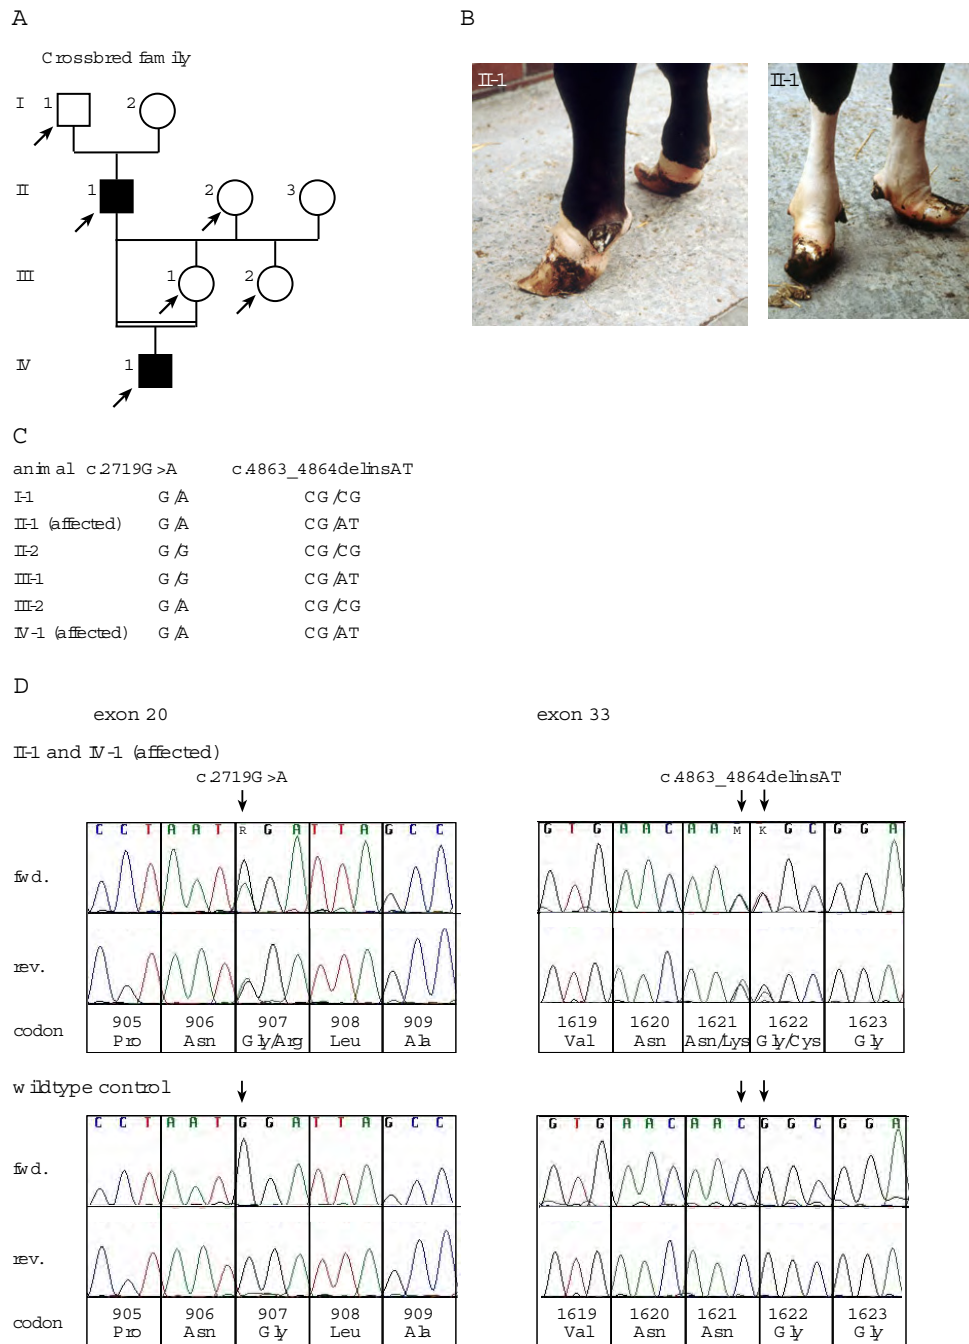 A
B
Crossbred family
I 1 2
II 1 2 3
III 1 2
IV 1
II-1
II-1
C
animal c.2719G>A c.4863_4864delinsAT
I-1 G/A CG/CG
II-1 (affected) G/A CG/AT
II-2 G/G CG/CG
III-1 G/G CG/AT
III-2 G/A CG/CG
IV-1 (affected) G/A CG/AT
D
exon 20 exon 33
II-1 and IV-1 (affected)
c.2719G>A c.4863_4864delinsAT
C C T A A T R G A T T A G C C G T G A A C A A M K G C G G A
fwd.
rev.
codon 905 906 907 908 909 1619 1620 1621 1622 1623
Pro Asn Gly/Arg Leu Ala Val Asn Asn/Lys Gly/Cys Gly
wildtype control
C C T A A T G G A T T A G C C G T G A A C A A C G G C G G A
fwd.
rev.
codon 905 906 907 908 909 1619 1620 1621 1622 1623
Pro Asn Gly Leu Ala Val Asn Asn Gly Gly